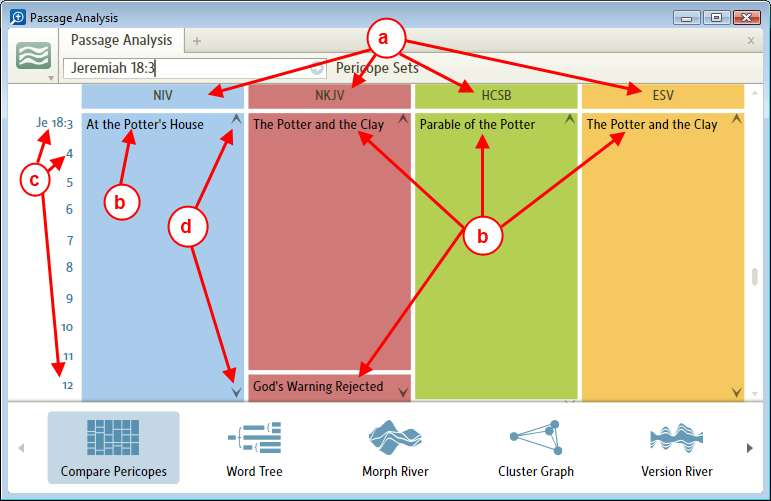 Passage Analysis
Passage Analysis +
x
Jeremiah 18:3 Pericope Sets
a
NIV NKJV HCSB ESV
Je 18:3 At the Potter's House The Potter and the Clay Parable of the Potter The Potter and the Clay
4
c
5
b
6
d
b
7
8
9
10
11
12 God's Warning Rejected
Compare Pericopes Word Tree Morph River Cluster Graph Version River